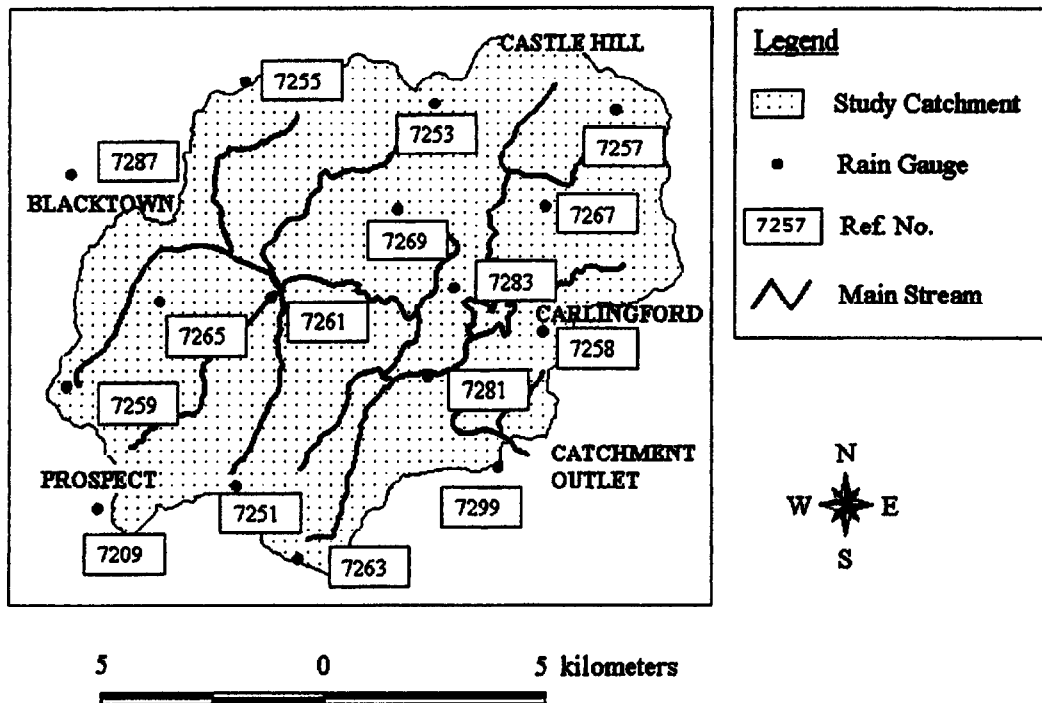 CASTLE HILL
7255
7253
7257
7287
BLACKTOWN
7267
7269
7283
CARLINGFORD
7265
7261
7258
7259
7281
PROSPECT
CATCHMENT
OUTLET
7251
7299
7209
7263
Legend
Study Catchment
Rain Gauge
7257 Ref. No.
Main Stream
N
W E
S
5 0 5 kilometers